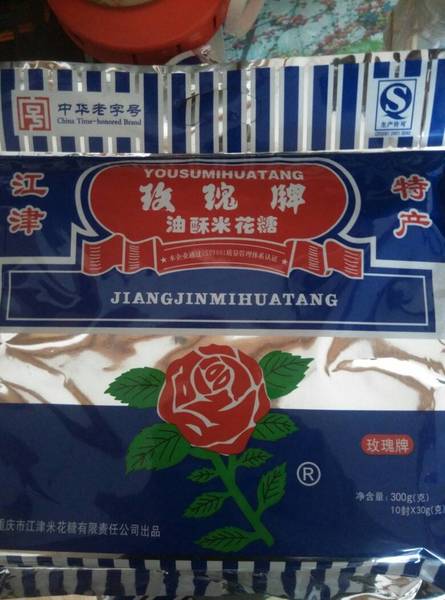 中华老字号
China Time-honored Brand
生产许可
江津
特产
YOUSUMIHUATANG
玫瑰牌
油酥米花糖
JIANGJINMIHUATANG
®
玫瑰牌
净含量: 300g(克)
10封X30g(克)
重庆市江津米花糖有限责任公司出品